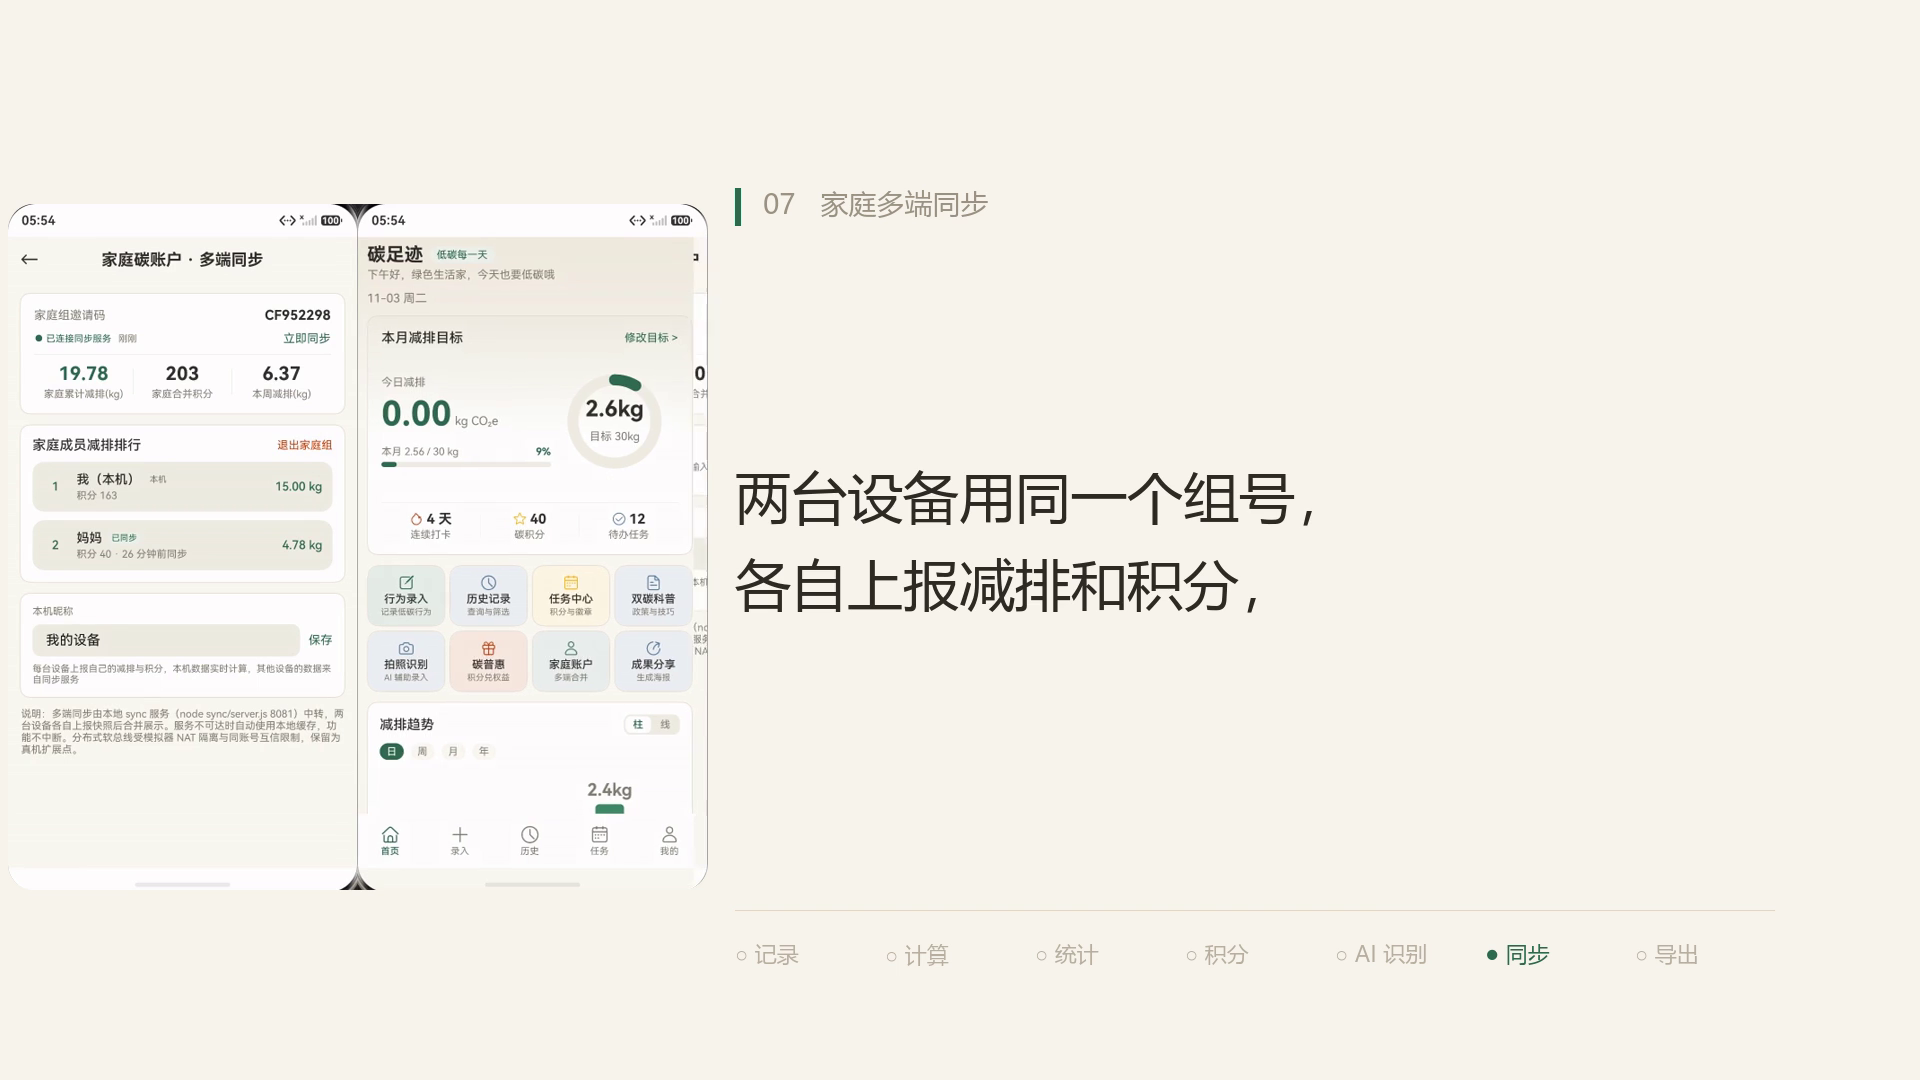 05:54
100
家庭碳账户 · 多端同步
家庭组邀请码 CF952298
已连接同步服务 刚刚 立即同步
19.78 203 6.37
家庭累计减排(kg) 家庭合并积分 本周减排(kg)
家庭成员减排排行 退出家庭组
1 我（本机） 本机 15.00 kg
积分 163
2 妈妈 已同步 4.78 kg
积分 40 · 26 分钟前同步
本机昵称
我的设备 保存
每台设备上报自己的减排与积分，本机数据实时计算，其他设备的数据来
自同步服务
说明：多端同步由本地 sync 服务（node sync/server.js 8081）中转，两
台设备各自上报快照后合并展示。服务不可达时自动使用本地缓存，功
能不中断。分布式软总线受模拟器 NAT 隔离与同账号互信限制，保留为
真机扩展点。
05:54
100
碳足迹 低碳每一天
下午好，绿色生活家，今天也要低碳哦
11-03 周二
本月减排目标 修改目标 >
今日减排
0.00 kg CO₂e
2.6kg
目标 30kg
本月 2.56 / 30 kg 9%
4 天 40 12
连续打卡 碳积分 待办任务
行为录入 历史记录 任务中心 双碳科普
记录低碳行为 查询与筛选 积分与徽章 政策与技巧
拍照识别 碳普惠 家庭账户 成果分享
AI 辅助录入 积分兑权益 多端合并 生成海报
减排趋势 柱 线
日 周 月 年
2.4kg
首页 录入 历史 任务 我的
07 家庭多端同步
两台设备用同一个组号，
各自上报减排和积分，
记录 计算 统计 积分 AI 识别 同步 导出